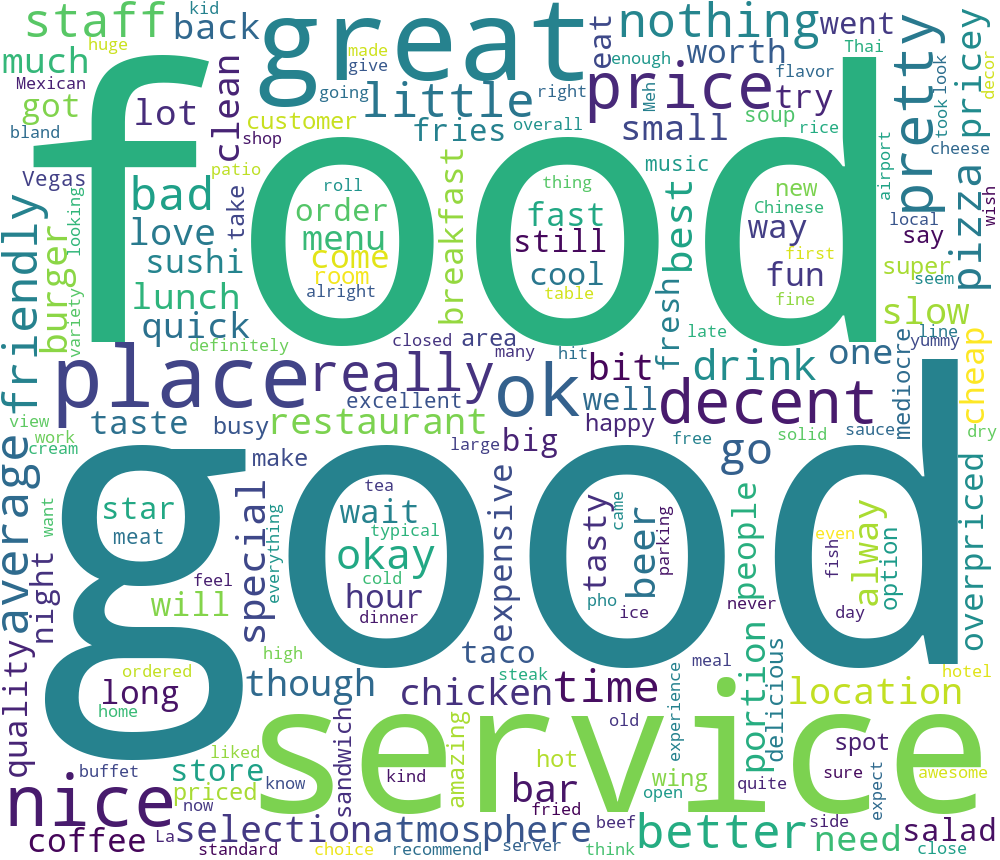 food
good
service
great
place
nice
price
decent
ok
really
little
nothing
pretty
staff
friendly
average
bad
better
time
restaurant
atmosphere
selection
back
much
got
lot
clean
kid
huge
Mexican
bland
Vegas
customer
shop
patio
fries
made
give
going
eat
enough
right
overall
worth
small
went
Thai
flavor
try
soup
rice
Meh
music
pizza
pricey
decor
look
took
cheese
airport
local
say
wish
super
seem
slow
love
sushi
lunch
quick
burger
variety
looking
take
breakfast
order
menu
come
room
roll
alright
thing
fast
still
cool
table
fresh
best
new
Chinese
way
first
fun
fine
late
line
yummy
mediocre
cheap
definitely
closed
area
many
hit
bit
drink
one
well
excellent
taste
busy
happy
free
solid
sauce
dry
view
work
cream
make
large
big
go
star
meat
want
special
everything
wait
tea
typical
okay
cold
hour
dinner
expensive
tasty
came
beer
parking
pho
ice
people
never
even
fish
alway
option
day
overpriced
night
feel
will
quality
high
ordered
long
home
though
taco
steak
chicken
meal
experience
portion
delicious
location
hotel
old
liked
store
priced
buffet
now
know
sandwich
kind
amazing
hot
bar
fried
wing
open
quite
spot
sure
expect
awesome
coffee
La
standard
choice
recommend
server
beef
think
need
side
salad
close